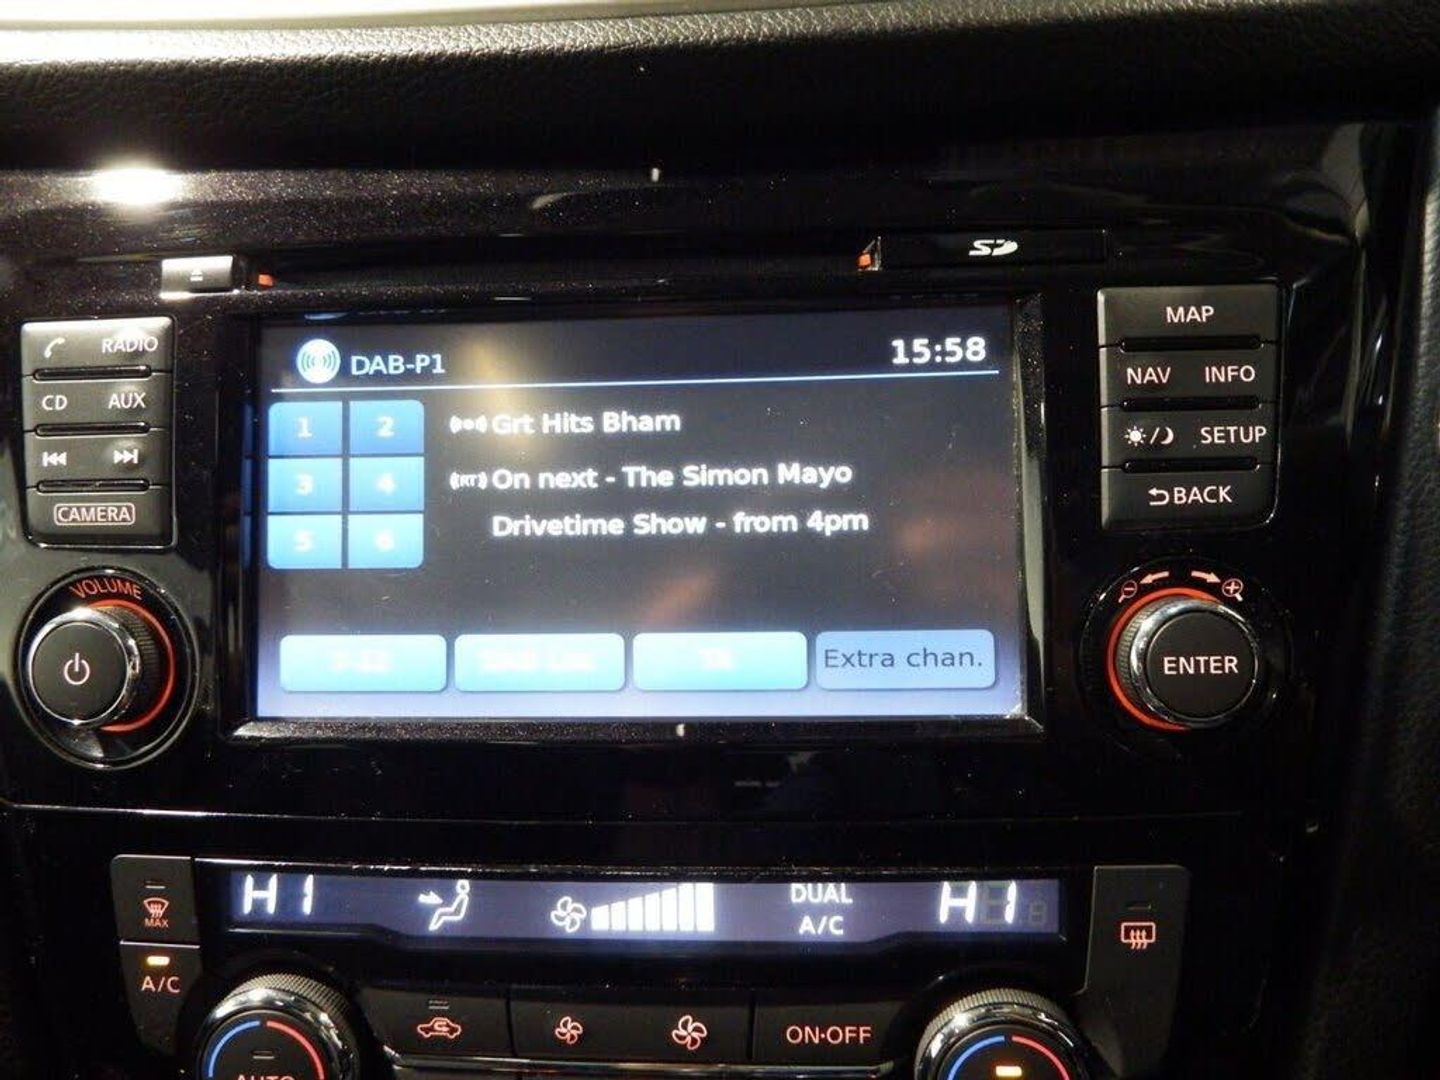 SD
MAP
RADIO
DAB-P1
15:58
NAV INFO
CD AUX
1 2
Grt Hits Bham
SETUP
3 4
(RT) On next - The Simon Mayo
BACK
CAMERA
5 6
Drivetime Show - from 4pm
VOLUME
Extra chan.
ENTER
HI
DUAL
HI
MAX
A/C
A/C
ON·OFF
AUTO